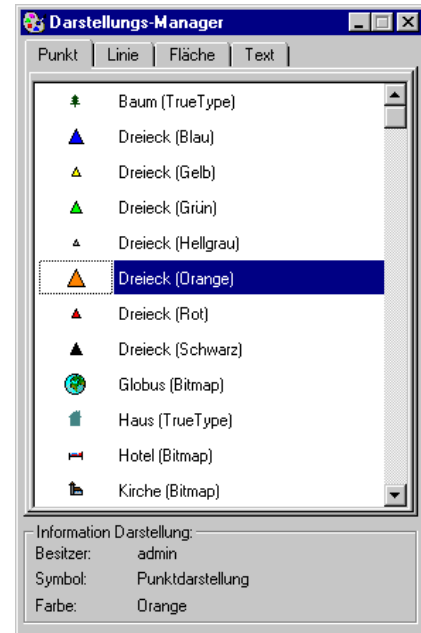 Darstellungs-Manager
Punkt Linie Fläche Text
Baum (TrueType)
Dreieck (Blau)
Dreieck (Gelb)
Dreieck (Grün)
Dreieck (Hellgrau)
Dreieck (Orange)
Dreieck (Rot)
Dreieck (Schwarz)
Globus (Bitmap)
Haus (TrueType)
Hotel (Bitmap)
Kirche (Bitmap)
Information Darstellung:
Besitzer: admin
Symbol: Punktdarstellung
Farbe: Orange